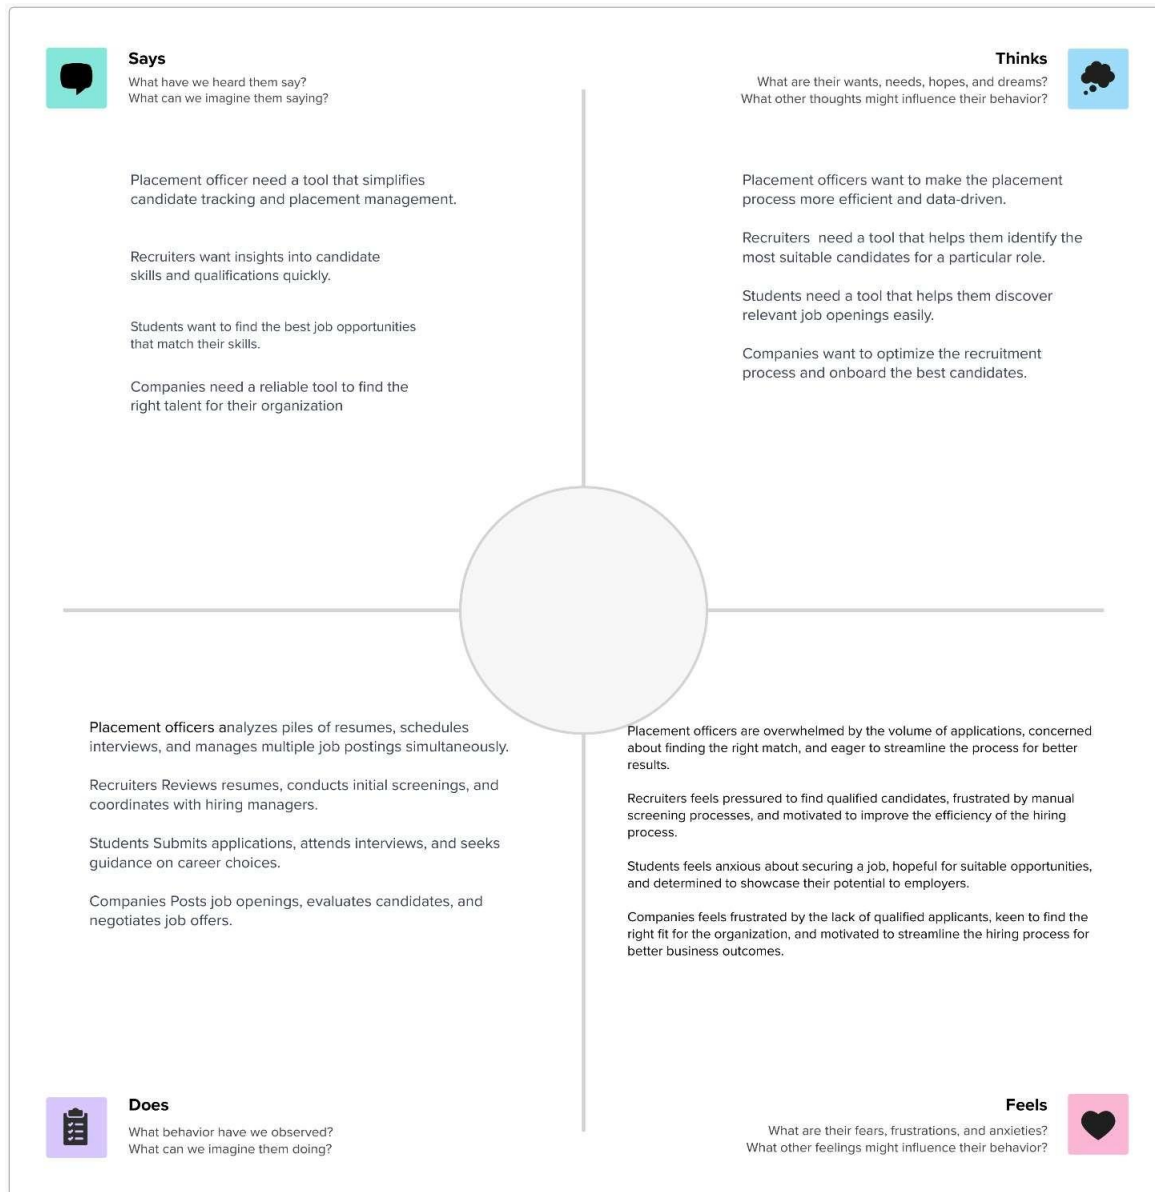 Says
What have we heard them say?
What can we imagine them saying?
Placement officer need a tool that simplifies
candidate tracking and placement management.
Recruiters want insights into candidate
skills and qualifications quickly.
Students want to find the best job opportunities
that match their skills.
Companies need a reliable tool to find the
right talent for their organization
Thinks
What are their wants, needs, hopes, and dreams?
What other thoughts might influence their behavior?
Placement officers want to make the placement
process more efficient and data-driven.
Recruiters  need a tool that helps them identify the
most suitable candidates for a particular role.
Students need a tool that helps them discover
relevant job openings easily.
Companies want to optimize the recruitment
process and onboard the best candidates.
Placement officers analyzes piles of resumes, schedules
interviews, and manages multiple job postings simultaneously.
Recruiters Reviews resumes, conducts initial screenings, and
coordinates with hiring managers.
Students Submits applications, attends interviews, and seeks
guidance on career choices.
Companies Posts job openings, evaluates candidates, and
negotiates job offers.
Does
What behavior have we observed?
What can we imagine them doing?
Placement officers are overwhelmed by the volume of applications, concerned
about finding the right match, and eager to streamline the process for better
results.
Recruiters feels pressured to find qualified candidates, frustrated by manual
screening processes, and motivated to improve the efficiency of the hiring
process.
Students feels anxious about securing a job, hopeful for suitable opportunities,
and determined to showcase their potential to employers.
Companies feels frustrated by the lack of qualified applicants, keen to find the
right fit for the organization, and motivated to streamline the hiring process for
better business outcomes.
Feels
What are their fears, frustrations, and anxieties?
What other feelings might influence their behavior?